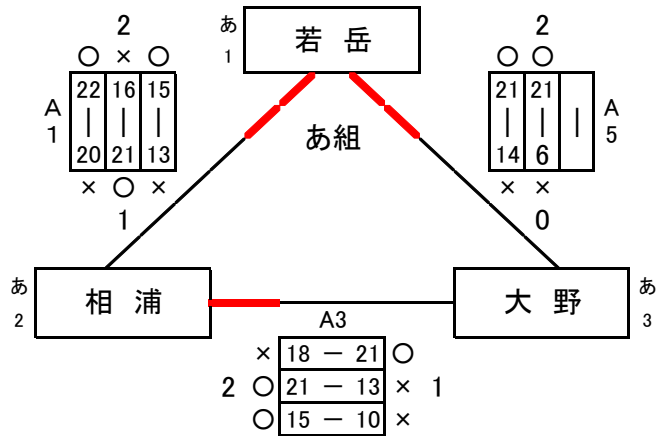 あ
1
若 岳
2
○ × ○
22 16 15
| | |
20 21 13
× ○ ×
1
A
1
2
○ ○
21 21
| | |
14 6
× ×
0
A
5
あ組
あ
2
相 浦
大 野
あ
3
A3
× 18 － 21 ○
2 ○ 21 － 13 × 1
○ 15 － 10 ×